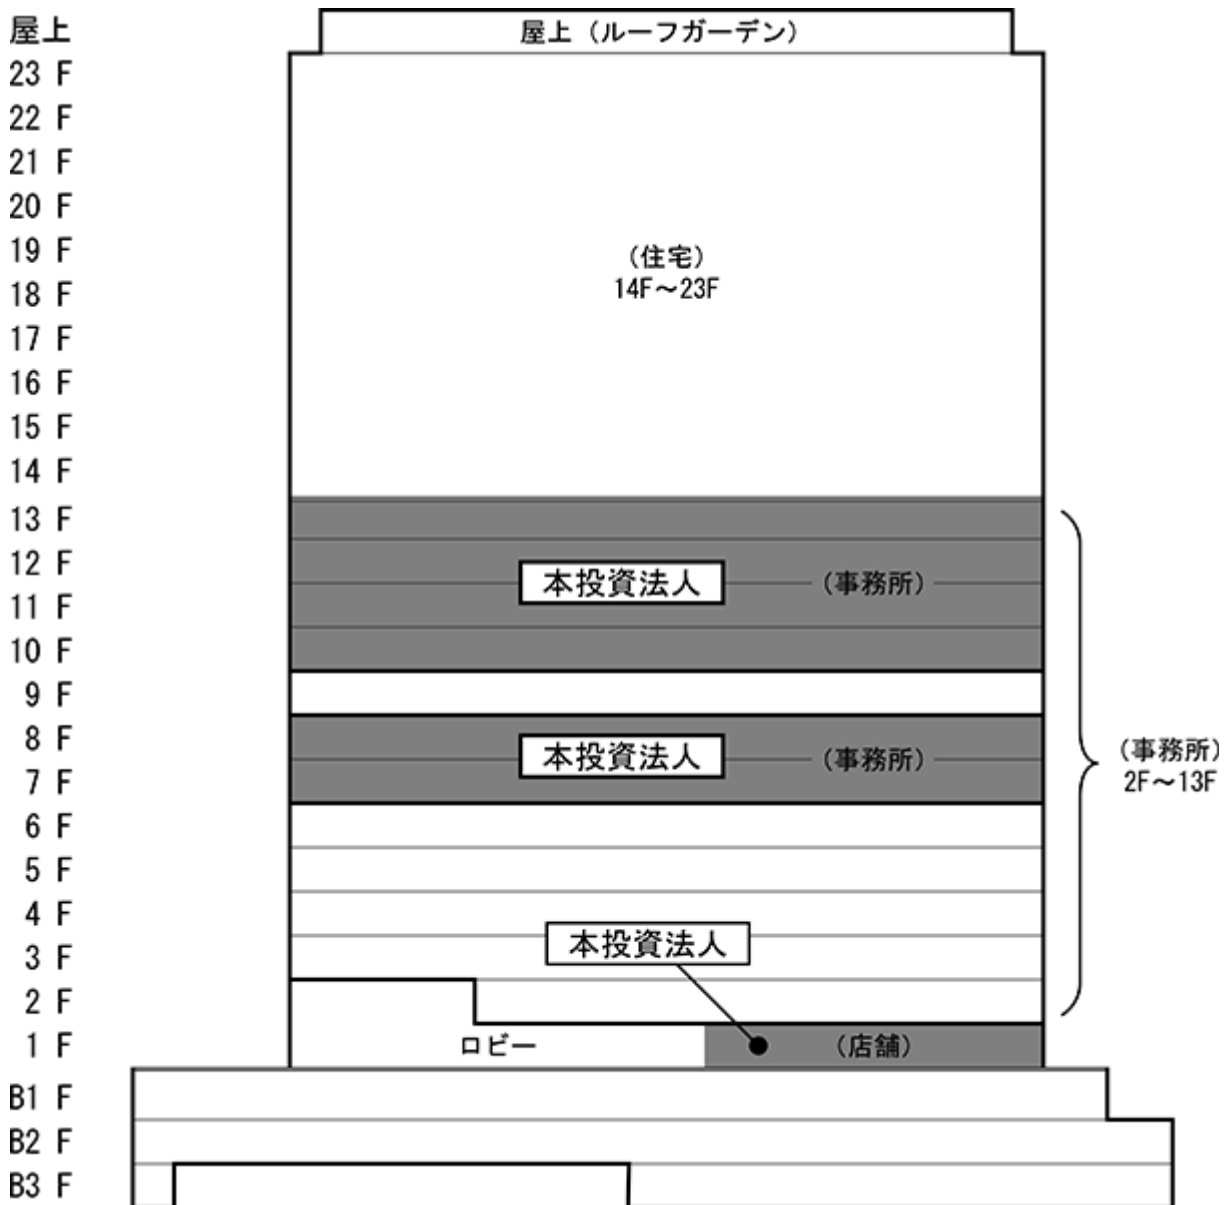 屋上
屋上（ルーフガーデン）
23 F
22 F
21 F
20 F
19 F
（住宅）
14F～23F
18 F
17 F
16 F
15 F
14 F
13 F
12 F
本投資法人
（事務所）
11 F
10 F
9 F
8 F
本投資法人
（事務所）
（事務所）
2F～13F
7 F
6 F
5 F
4 F
本投資法人
3 F
2 F
1 F
ロビー
（店舗）
B1 F
B2 F
B3 F